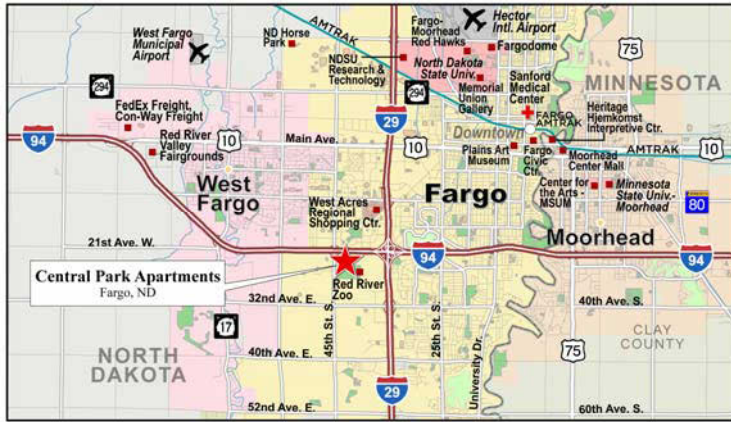 West Fargo
Municipal
Airport
ND Horse
Park
Fargo-
Moorhead
Red Hawks
AMTRAK
Hector
Intl. Airport
Fargodome
75
NDSU
Research &
Technology
North Dakota
State Univ.
Sanford
Medical
Center
MINNESOTA
294
294
Memorial
Union
Gallery
FedEx Freight,
Con-Way Freight
29
FARGO
AMTRAK
Heritage
Hjemkomst
Interpretive Ctr.
94
Red River
Valley
Fairgrounds
10
Main Ave.
10
Downtown
Plains Art
Museum
Fargo
Civic
Ctr.
Moorhead
Center Mall
AMTRAK
10
West
Fargo
West Acres
Regional
Shopping Ctr.
Fargo
Center for
the Arts -
MSUM
Minnesota
State Univ.-
Moorhead
80
21st Ave. W.
Moorhead
94
94
Central Park Apartments
Fargo, ND
Red River
Zoo
32nd Ave. E.
45th St. S.
25th St. S.
University Dr.
40th Ave. S.
17
CLAY
COUNTY
NORTH
DAKOTA
40th Ave. E.
75
29
52nd Ave. E.
60th Ave. S.